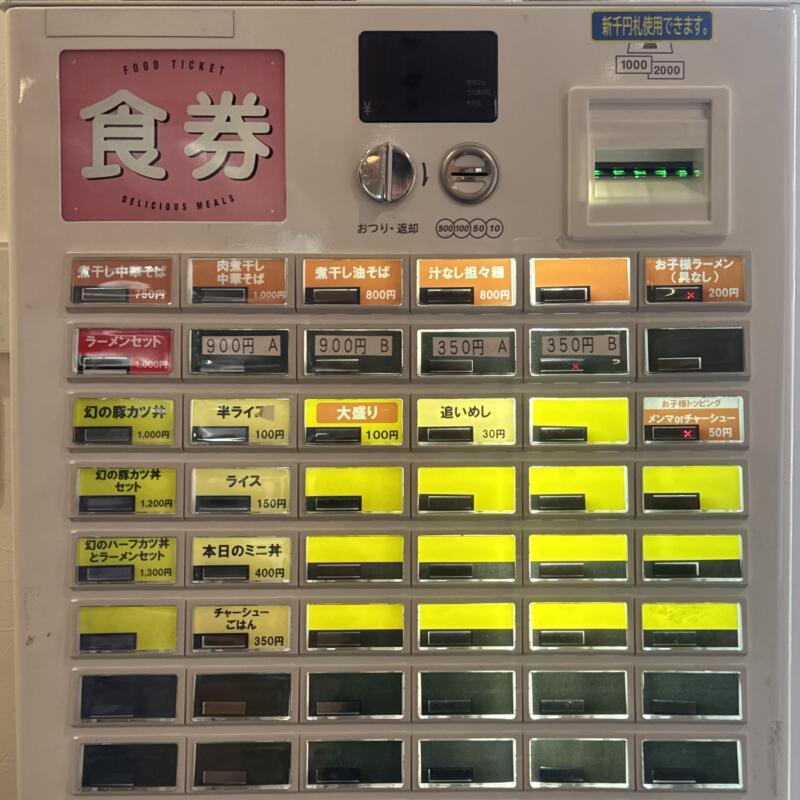 新千円札使用できます。
1000
2000
FOOD TICKET
食券
DELICIOUS MEALS
¥
おつり・返却
500 100 50 10
煮干し中華そば
750円
肉煮干し
中華そば
1,000円
煮干し油そば
800円
汁なし担々麺
800円
お子様ラーメン
(具なし)
200円
ラーメンセット
1,000円
900円 A
900円 B
350円 A
350円 B
幻の豚カツ丼
1,000円
半ライス
100円
大盛り
100円
追いめし
30円
お子様トッピング
メンマorチャーシュー
50円
幻の豚カツ丼
セット
1,200円
ライス
150円
幻のハーフカツ丼
とラーメンセット
1,300円
本日のミニ丼
400円
チャーシュー
ごはん
350円